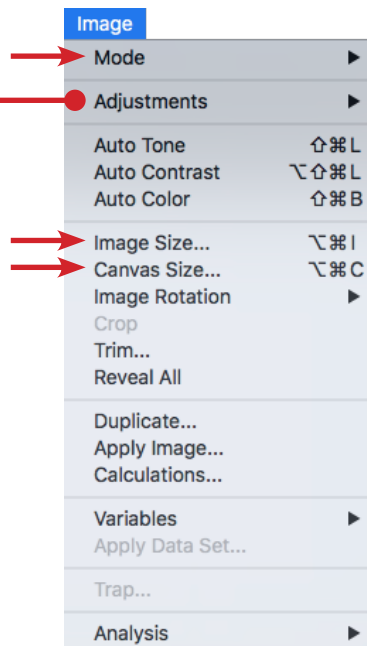 Image
Mode
Adjustments
Auto Tone ⇧⌘L
Auto Contrast ⌥⇧⌘L
Auto Color ⇧⌘B
Image Size... ⌥⌘I
Canvas Size... ⌥⌘C
Image Rotation
Crop
Trim...
Reveal All
Duplicate...
Apply Image...
Calculations...
Variables
Apply Data Set...
Trap...
Analysis